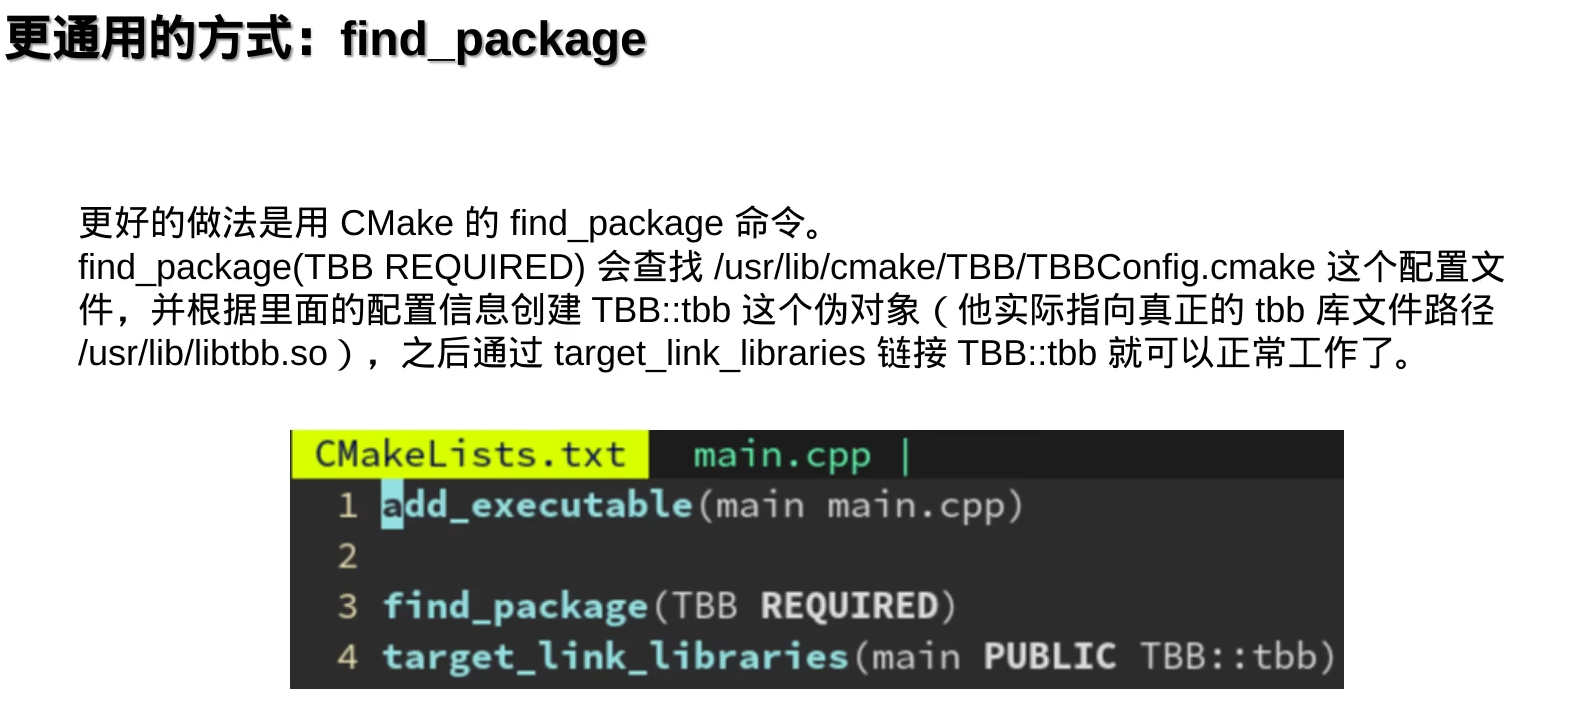 更通用的方式：find_package
更好的做法是用 CMake 的 find_package 命令。
find_package(TBB REQUIRED) 会查找 /usr/lib/cmake/TBB/TBBConfig.cmake 这个配置文
件，并根据里面的配置信息创建 TBB::tbb 这个伪对象（他实际指向真正的 tbb 库文件路径
/usr/lib/libtbb.so），之后通过 target_link_libraries 链接 TBB::tbb 就可以正常工作了。
CMakeLists.txt main.cpp |
1 add_executable(main main.cpp)
2
3 find_package(TBB REQUIRED)
4 target_link_libraries(main PUBLIC TBB::tbb)